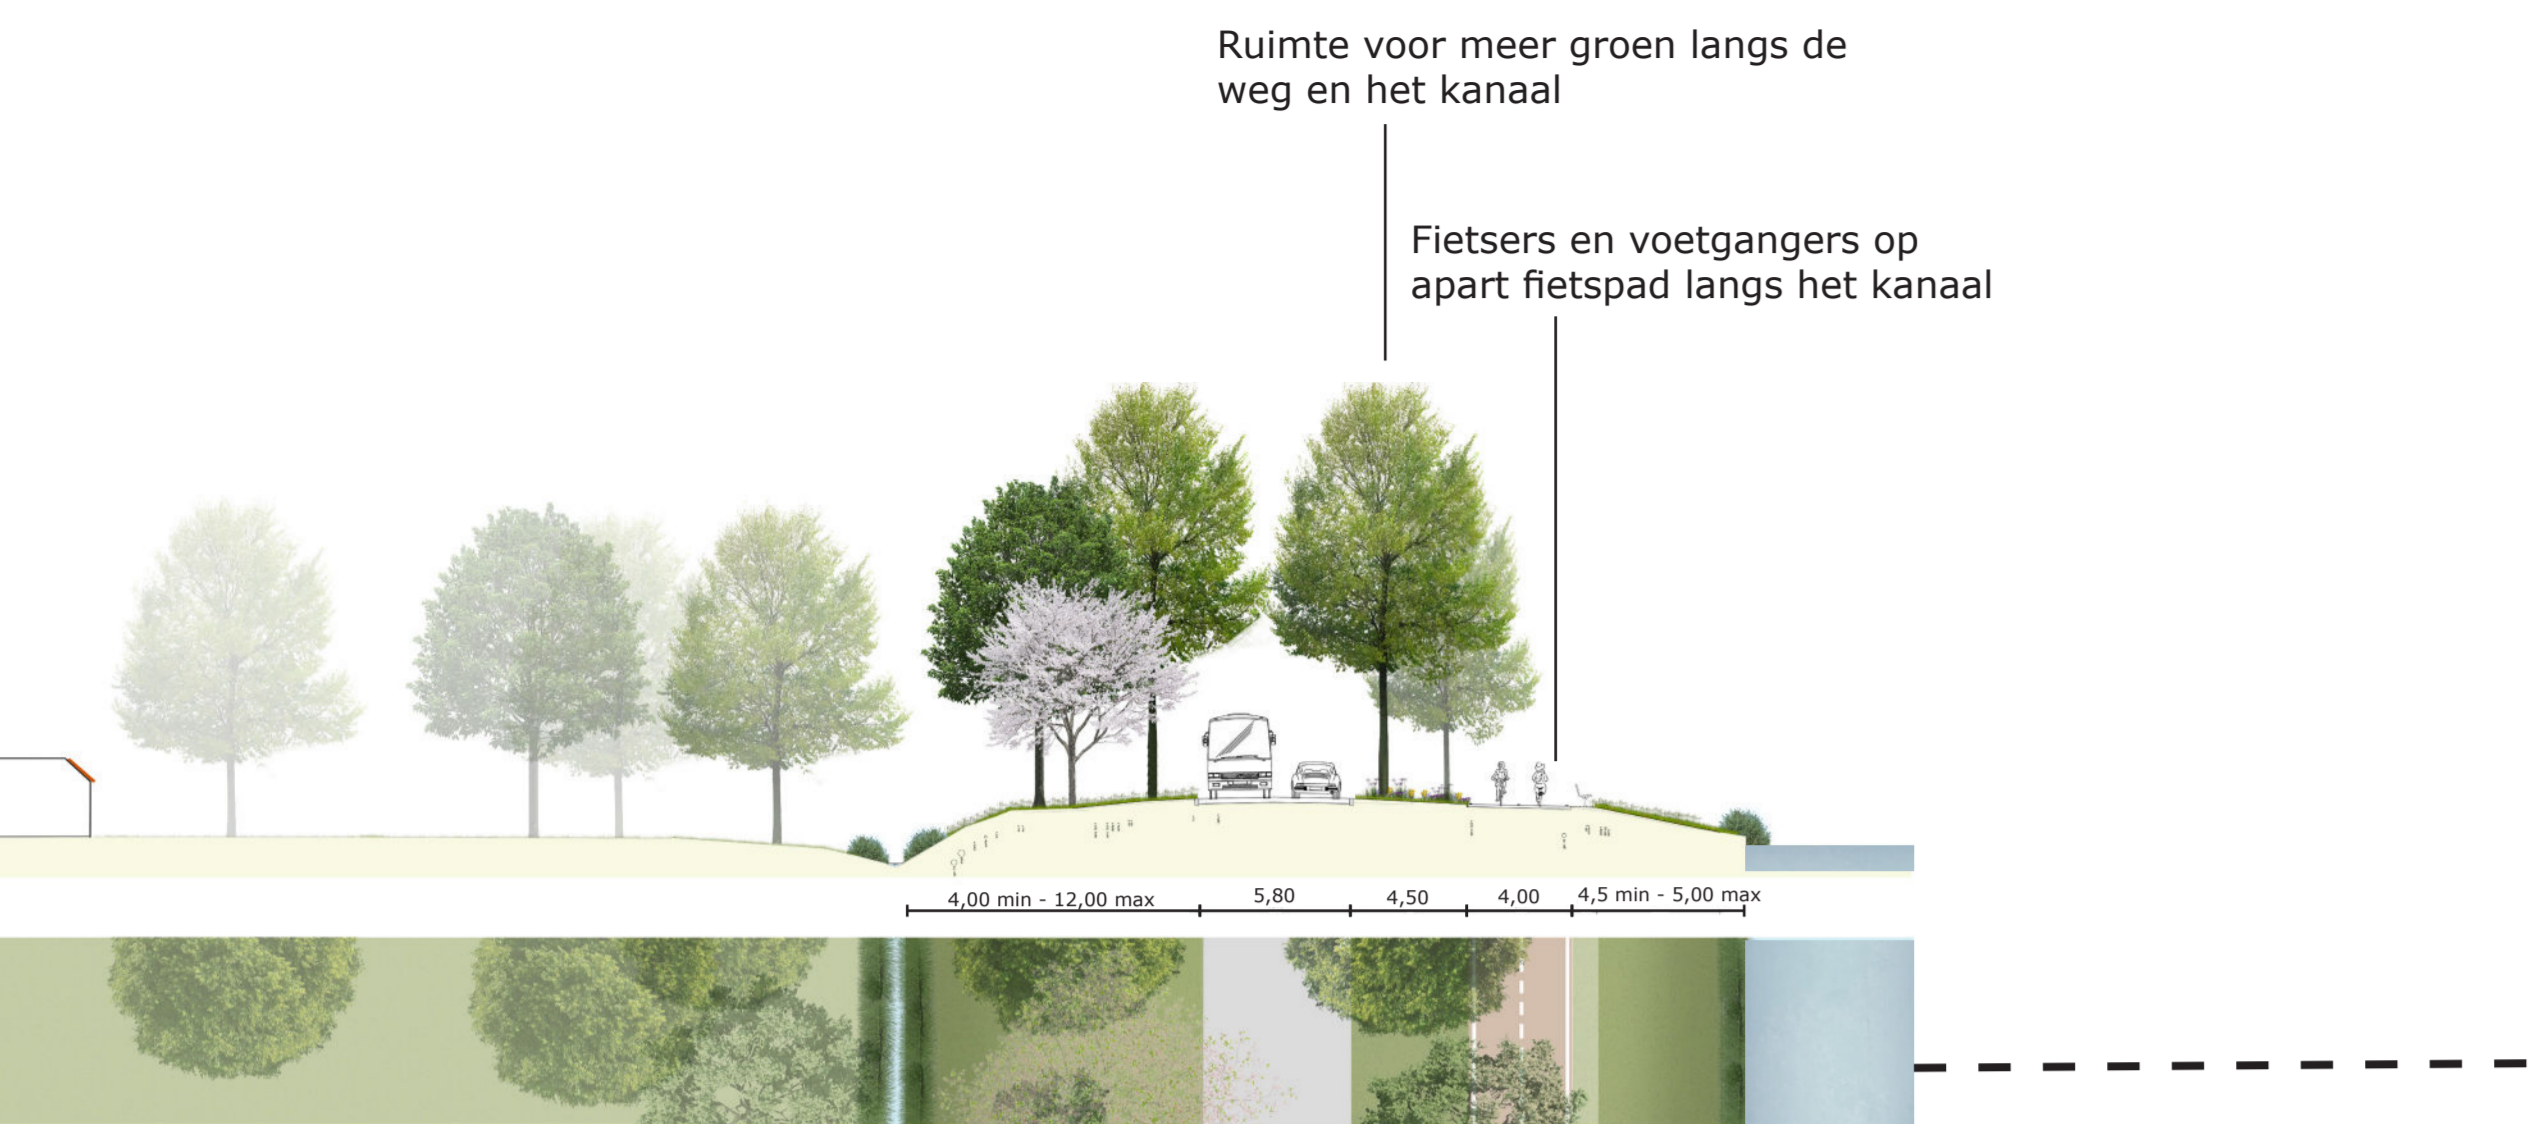 Ruimte voor meer groen langs de
weg en het kanaal
Fietsers en voetgangers op
apart fietspad langs het kanaal
4,00 min - 12,00 max
5,80
4,50
4,00
4,5 min - 5,00 max